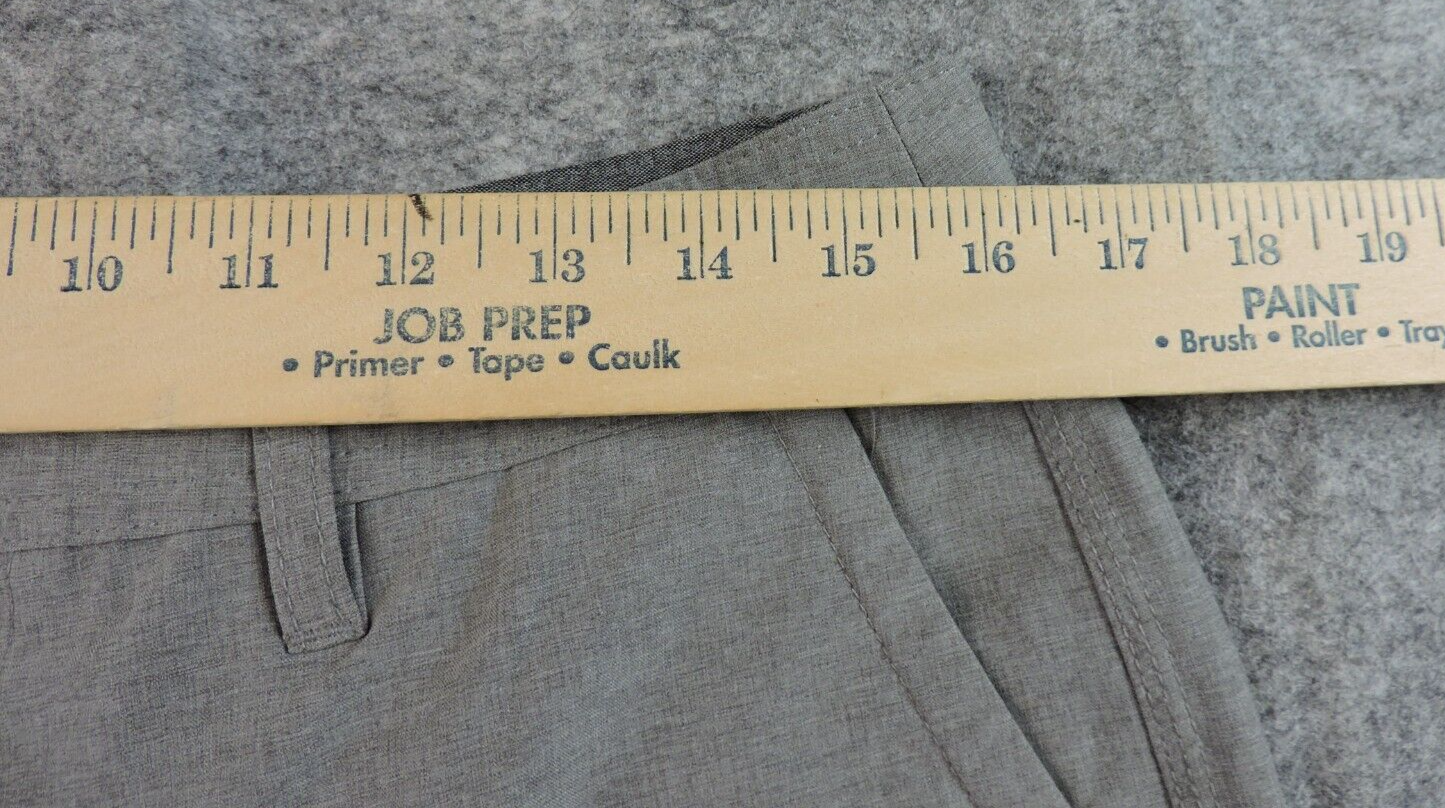 10 11 12 13 14 15 16 17 18 19
JOB PREP
• Primer • Tape • Caulk
PAINT
• Brush • Roller • Tray